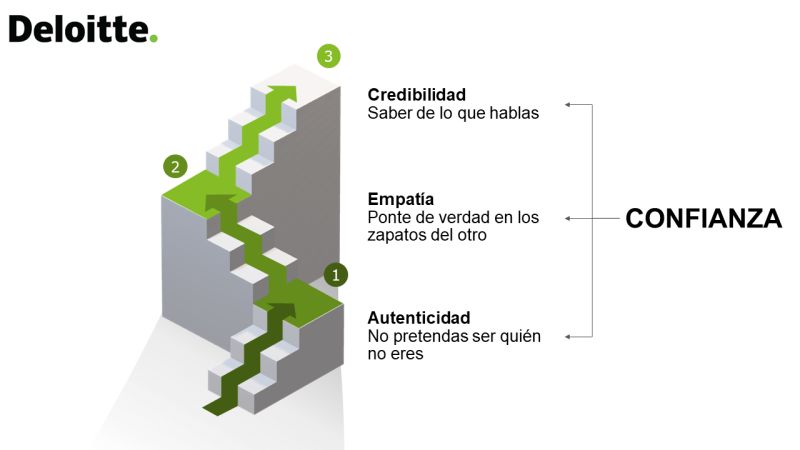 Deloitte.
3
Credibilidad
Saber de lo que hablas
2
Empatía
Ponte de verdad en los
zapatos del otro
CONFIANZA
1
Autenticidad
No pretendas ser quién
no eres